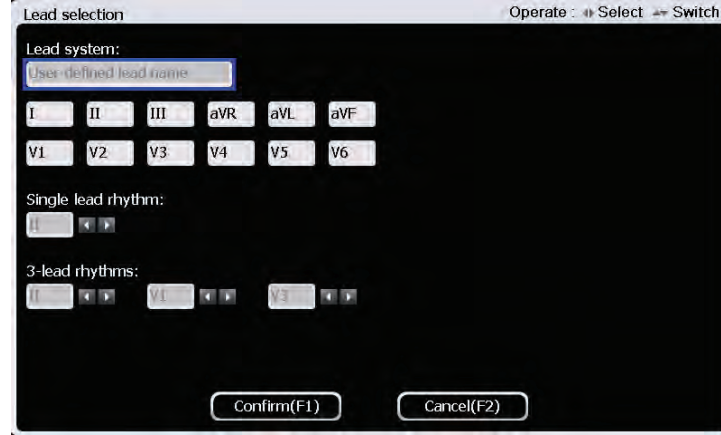 Lead selection Operate : Select Switch
Lead system:
User-defined lead name
I II III aVR aVL aVF
V1 V2 V3 V4 V5 V6
Single lead rhythm:
II
3-lead rhythms:
II V1 V3
Confirm(F1) Cancel(F2)